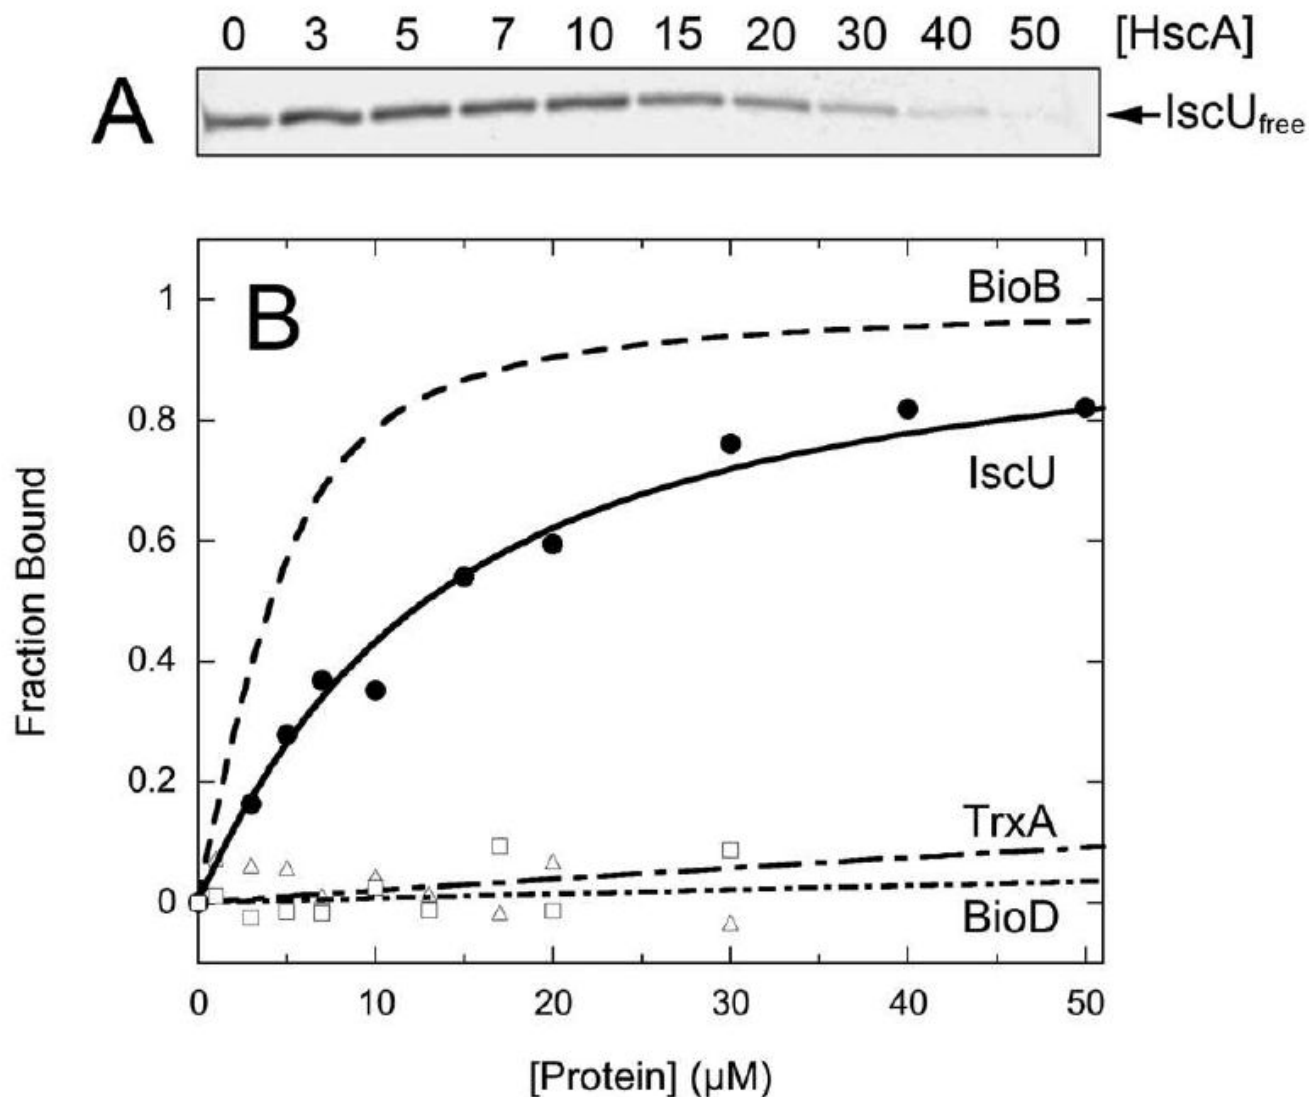 0 3 5 7 10 15 20 30 40 50 [HscA]
A
IscUfree
B
BioB
IscU
TrxA
BioD
1
0.8
0.6
0.4
0.2
0
Fraction Bound
0 10 20 30 40 50
[Protein] (µM)